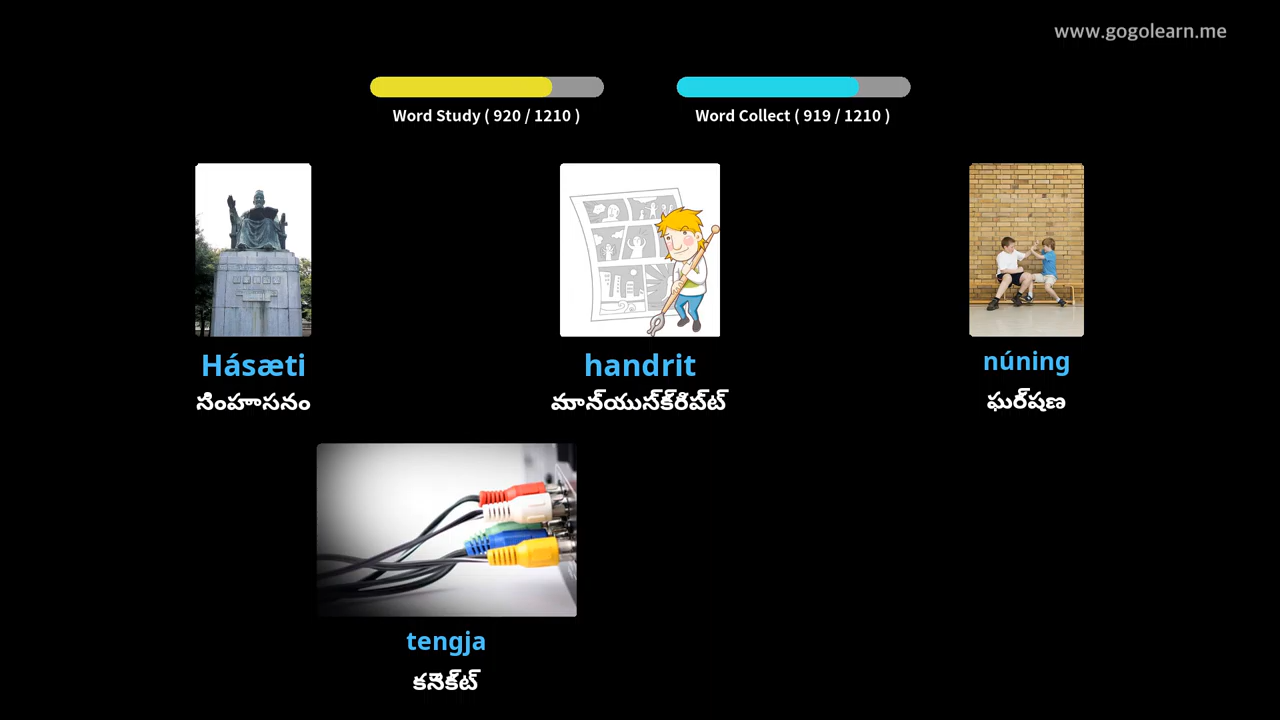 www.gogolearn.me
Word Study ( 920 / 1210 )
Word Collect ( 919 / 1210 )
Hásæti
సింహాసనం
handrit
మాన్‌యుస్‌క్‌రిప్‌ట్
núning
ఘర్‌షణ
tengja
కనెక్‌ట్